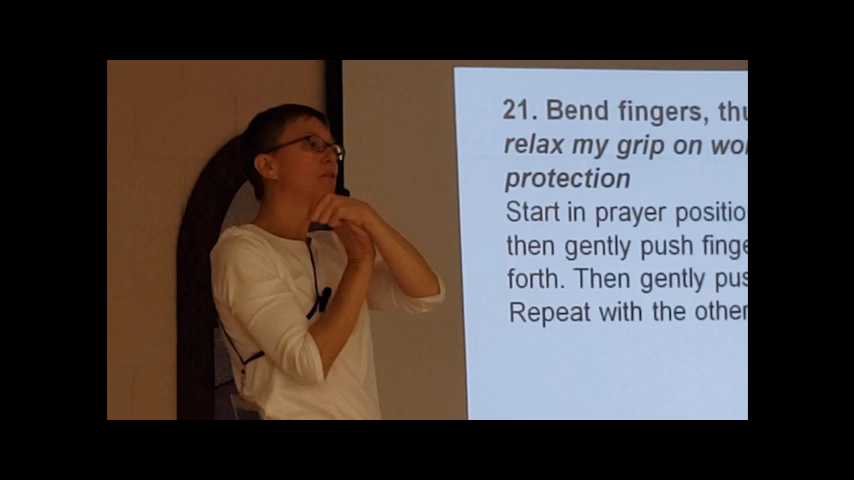 21. Bend fingers, thu
relax my grip on wo
protection
Start in prayer positio
then gently push finge
forth. Then gently pus
Repeat with the other